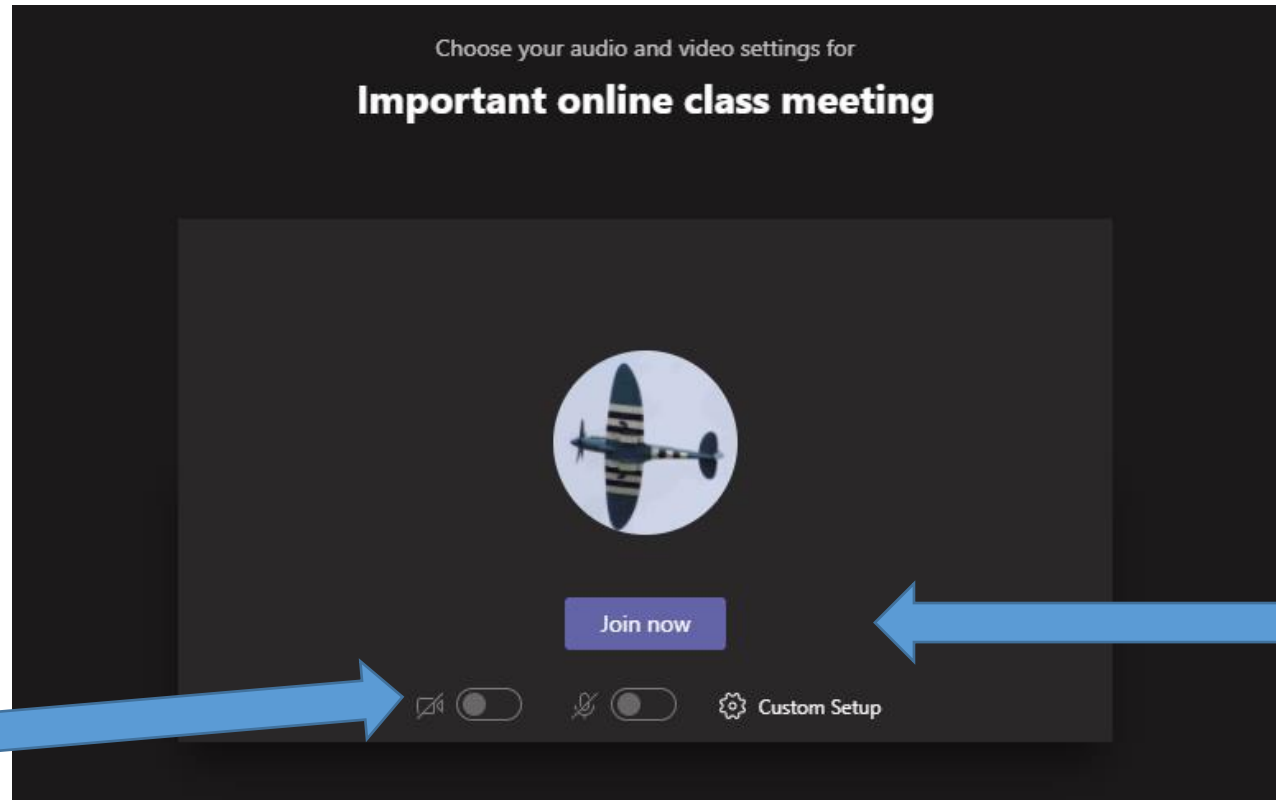 Choose your audio and video settings for
Important online class meeting
Join now
Custom Setup